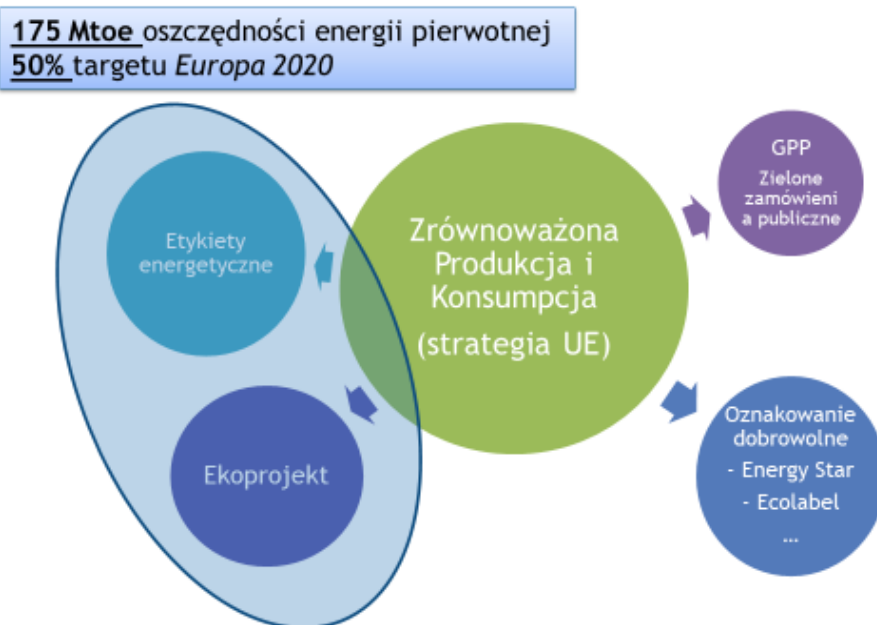 175 Mtoe oszczędności energii pierwotnej
50% targetu Europa 2020
Etykiety
energetyczne
Ekoprojekt
Zrównoważona
Produkcja i
Konsumpcja
(strategia UE)
GPP
Zielone
zamówieni
a publiczne
Oznakowanie
dobrowolne
- Energy Star
- Ecolabel
...